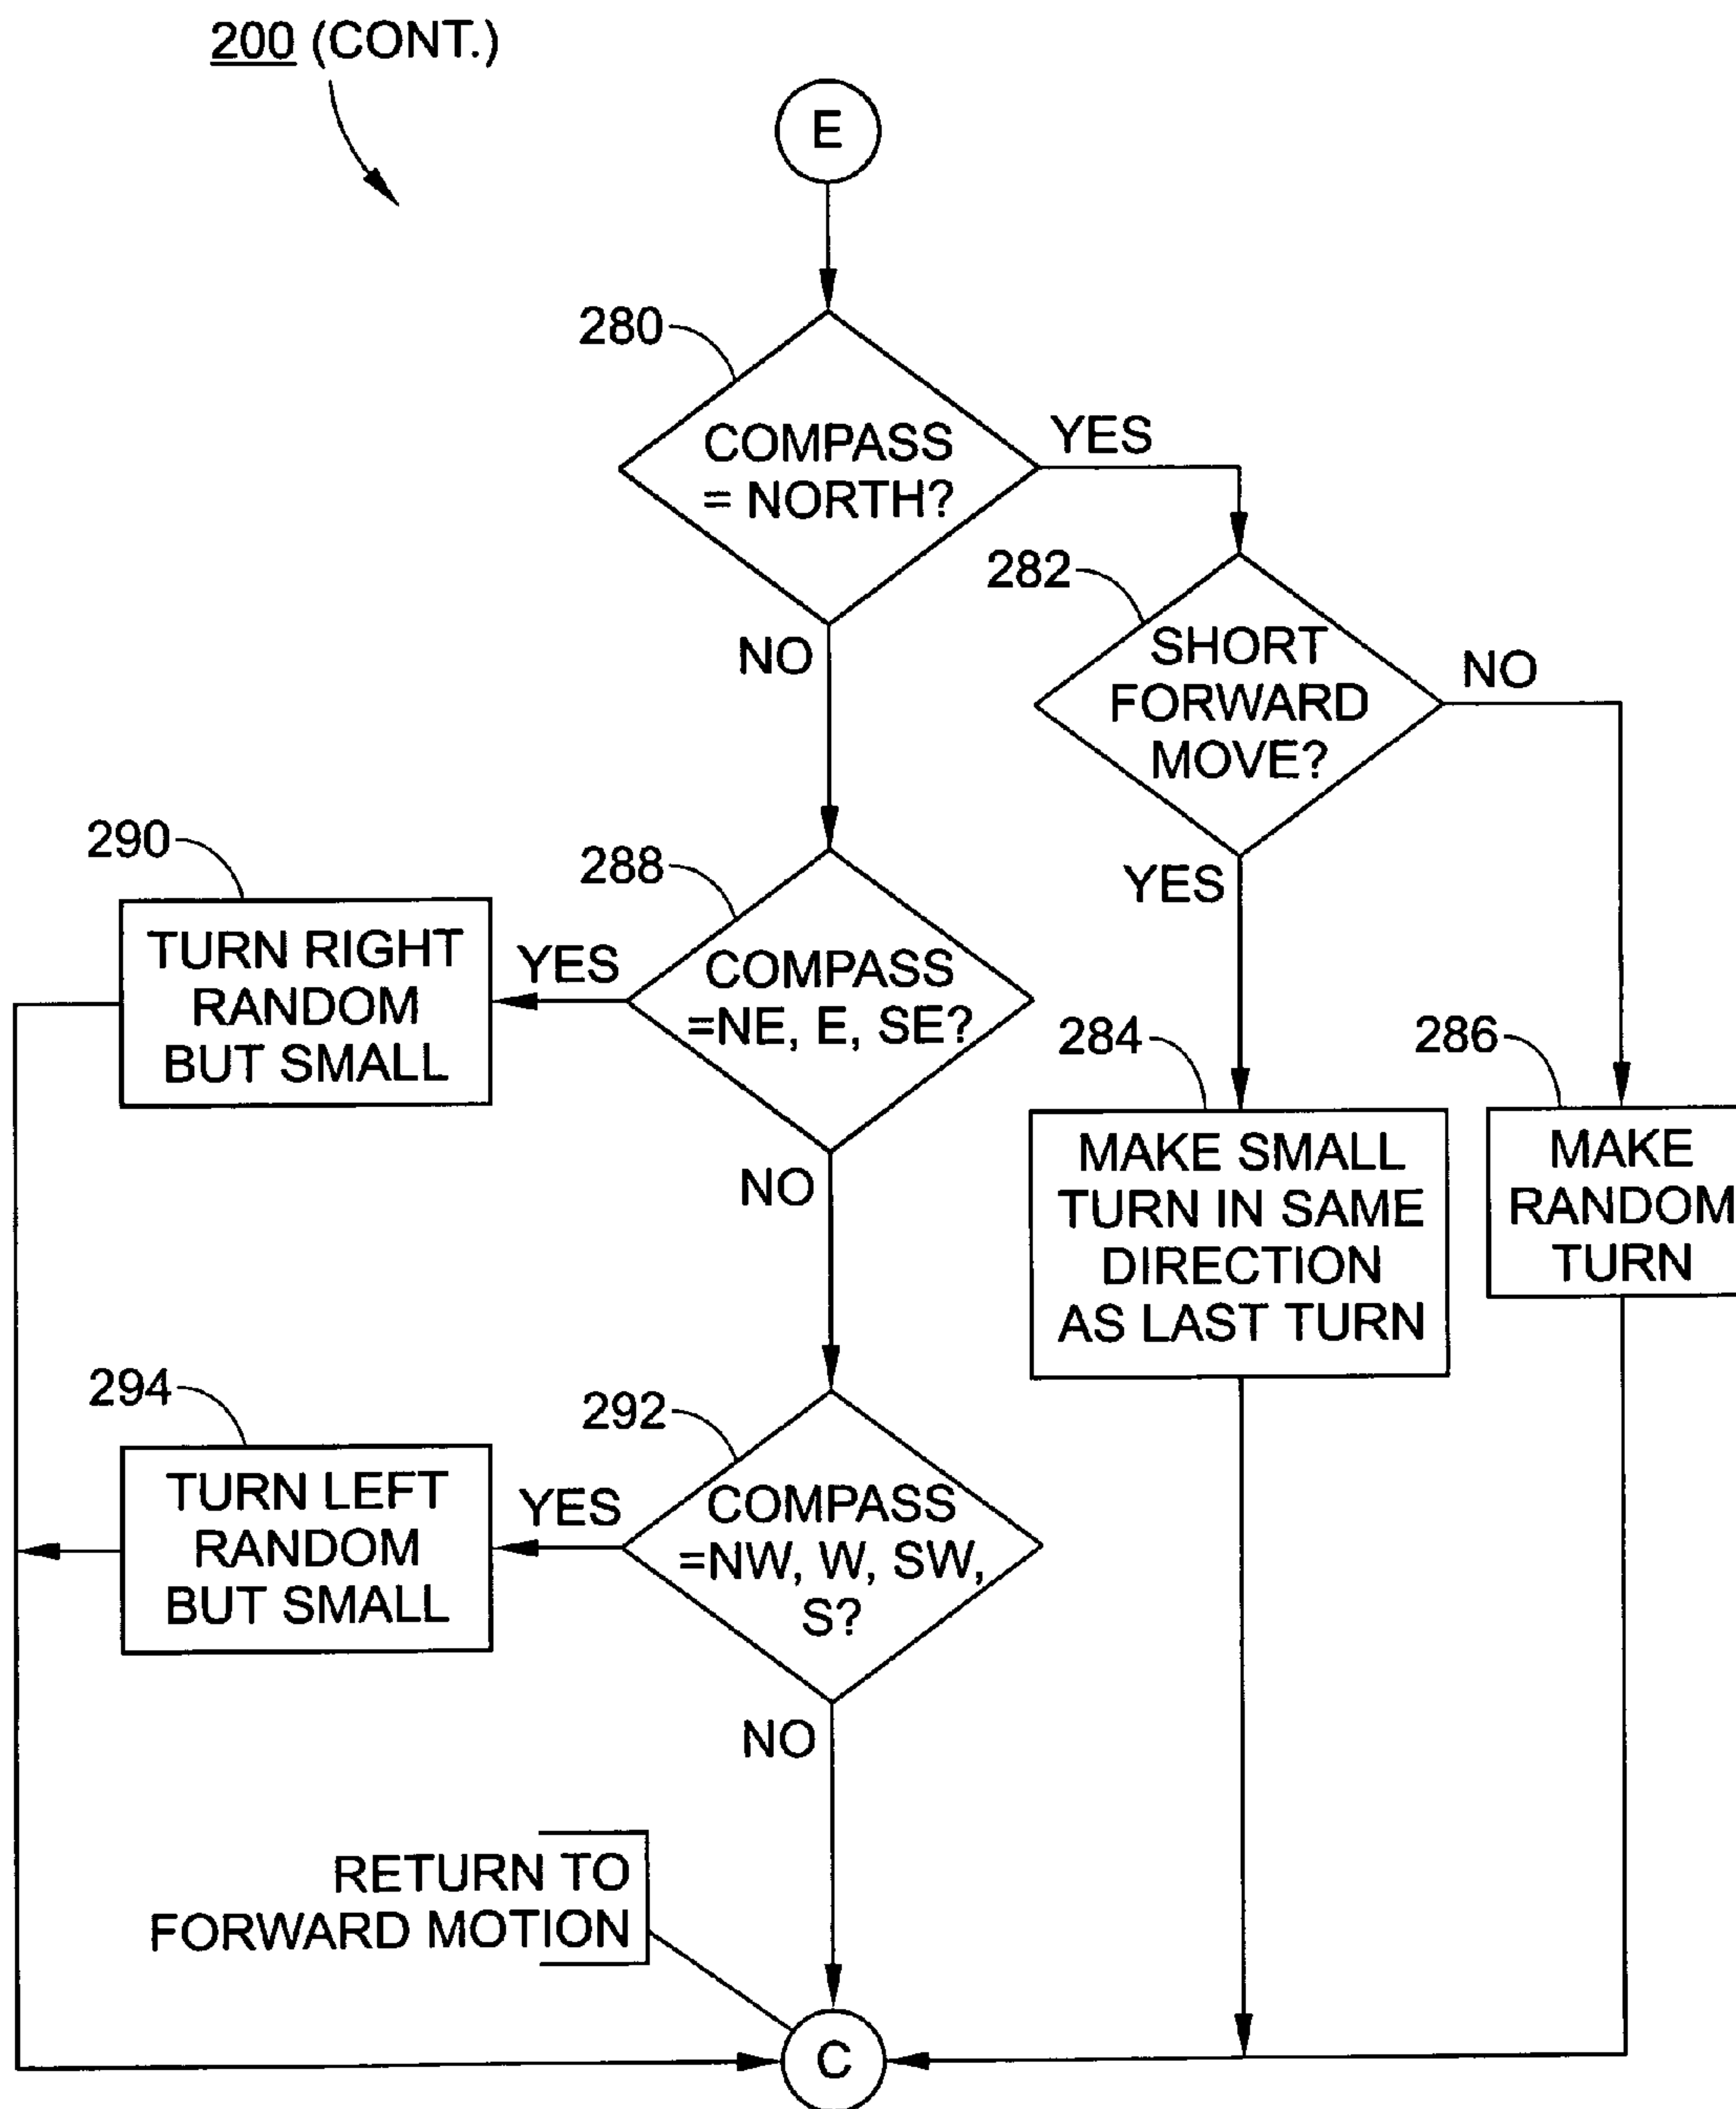 200 (CONT.)
E
280
COMPASS
= NORTH?
YES
NO
282
SHORT
FORWARD
MOVE?
NO
YES
290
TURN RIGHT
RANDOM
BUT SMALL
YES
288
COMPASS
=NE, E, SE?
NO
284
MAKE SMALL
TURN IN SAME
DIRECTION
AS LAST TURN
286
MAKE
RANDOM
TURN
294
TURN LEFT
RANDOM
BUT SMALL
YES
292
COMPASS
=NW, W, SW,
S?
NO
RETURN TO
FORWARD MOTION
C